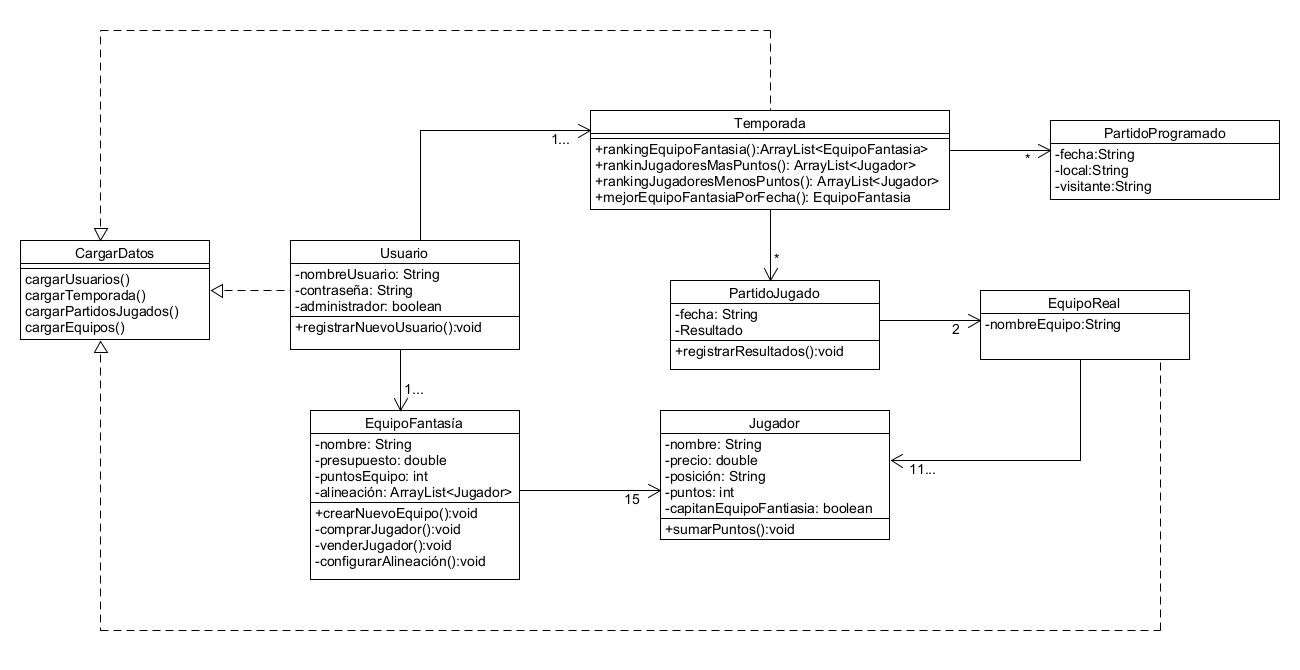 Temporada
+rankingEquipoFantasia():ArrayList<EquipoFantasia>
+rankinJugadoresMasPuntos(): ArrayList<Jugador>
+rankingJugadoresMenosPuntos(): ArrayList<Jugador>
+mejorEquipoFantasiaPorFecha(): EquipoFantasia
1...
*
PartidoProgramado
-fecha:String
-local:String
-visitante:String
CargarDatos
cargarUsuarios()
cargarTemporada()
cargarPartidosJugados()
cargarEquipos()
Usuario
-nombreUsuario: String
-contraseña: String
-administrador: boolean
+registrarNuevoUsuario():void
*
PartidoJugado
-fecha: String
-Resultado
+registrarResultados():void
2
EquipoReal
-nombreEquipo:String
1...
EquipoFantasía
-nombre: String
-presupuesto: double
-puntosEquipo: int
-alineación: ArrayList<Jugador>
+crearNuevoEquipo():void
-comprarJugador():void
-venderJugador():void
-configurarAlineación():void
15
Jugador
-nombre: String
-precio: double
-posición: String
-puntos: int
-capitanEquipoFantiasia: boolean
+sumarPuntos():void
11...